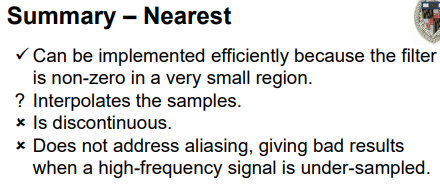 Summary – Nearest
✓ Can be implemented efficiently because the filter
is non-zero in a very small region.
? Interpolates the samples.
× Is discontinuous.
× Does not address aliasing, giving bad results
when a high-frequency signal is under-sampled.